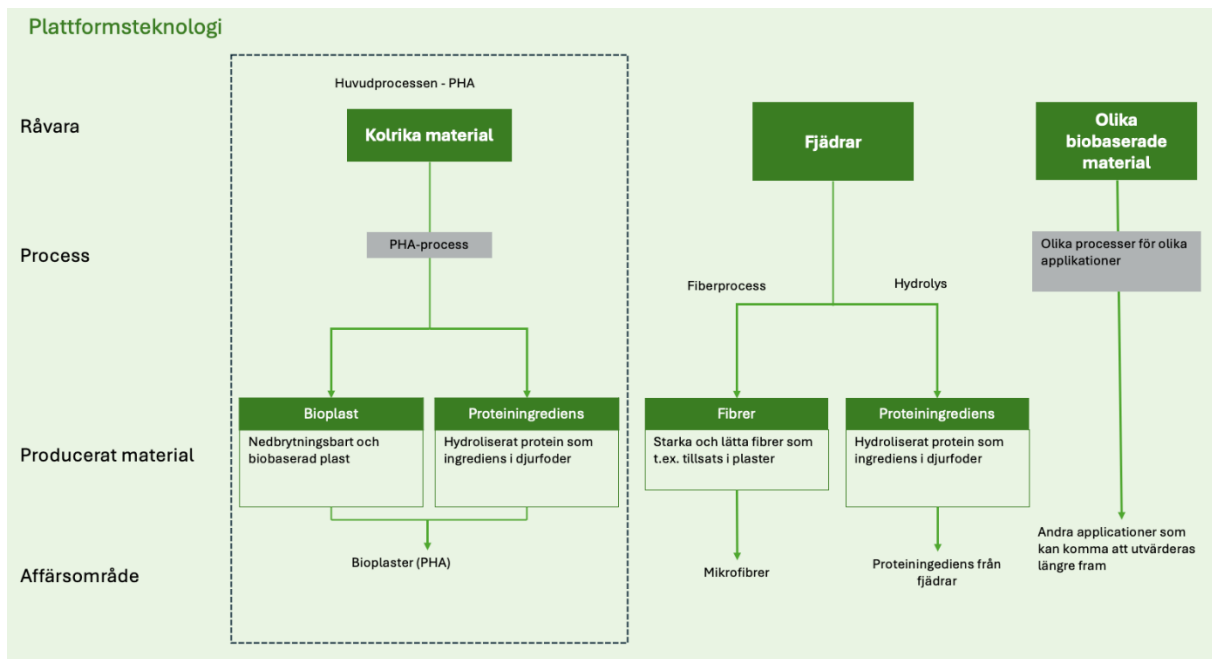 Plattformsteknologi
Huvudprocessen - PHA
Råvara
Kolrika material
Fjädrar
Olika
biobaserade
material
Process
PHA-process
Olika processer för olika
applikationer
Fiberprocess
Hydrolys
Producerat material
Bioplast
Nedbrytningsbart och
biobaserad plast
Proteiningrediens
Hydroliserat protein som
ingrediens i djurfoder
Fibrer
Starka och lätta fibrer som
t.ex. tillsats i plaster
Proteiningrediens
Hydroliserat protein som
ingrediens i djurfoder
Affärsområde
Bioplaster (PHA)
Mikrofibrer
Proteiningediens från
fjädrar
Andra applicationer som
kan komma att utvärderas
längre fram